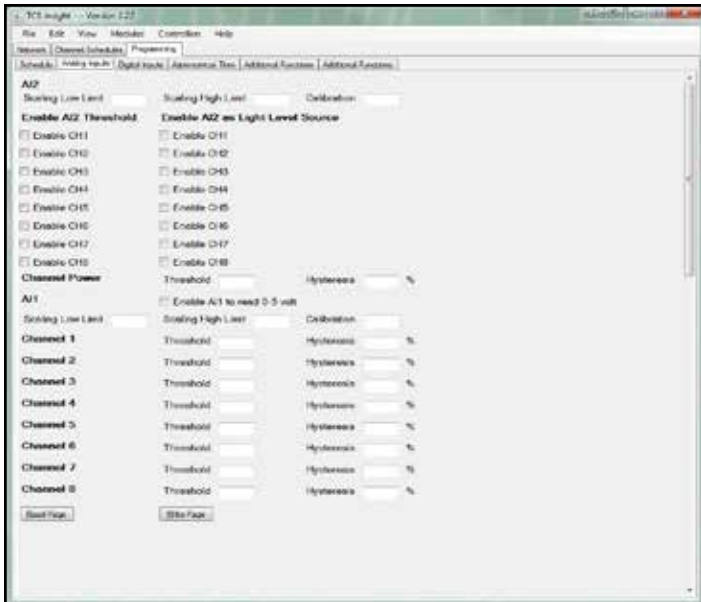 TCS Insight - Version 3.22
File Edit View Modules Controllers Help
Network Channel Schedules Programming
Schedule Analog Inputs Digital Inputs Astronomical Time Additional Functions Additional Functions
AI2
Scaling Low Limit Scaling High Limit Calibration
Enable AI2 Threshold Enable AI2 as Light Level Source
Enable CH1 Enable CH1
Enable CH2 Enable CH2
Enable CH3 Enable CH3
Enable CH4 Enable CH4
Enable CH5 Enable CH5
Enable CH6 Enable CH6
Enable CH7 Enable CH7
Enable CH8 Enable CH8
Channel Power Threshold Hysteresis %
AI1 Enable AI1 to read 0-5 volt
Scaling Low Limit Scaling High Limit Calibration
Channel 1 Threshold Hysteresis %
Channel 2 Threshold Hysteresis %
Channel 3 Threshold Hysteresis %
Channel 4 Threshold Hysteresis %
Channel 5 Threshold Hysteresis %
Channel 6 Threshold Hysteresis %
Channel 7 Threshold Hysteresis %
Channel 8 Threshold Hysteresis %
Read Page Write Page